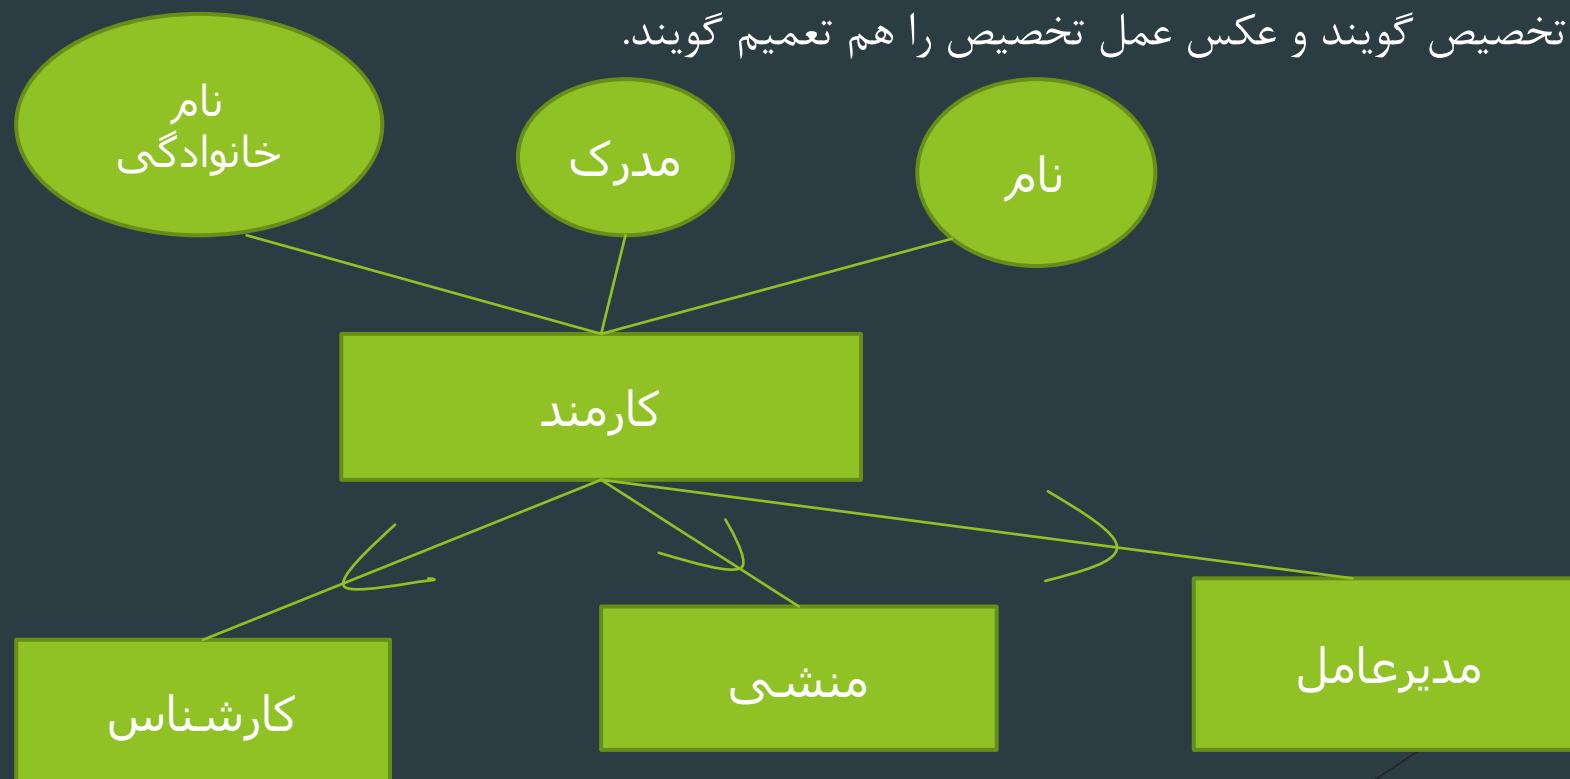 تخصیص گویند و عکس عمل تخصیص را هم تعمیم گویند.
نام
مدرک
نام
خانوادگی
کارمند
مدیرعامل
منشی
کارشناس